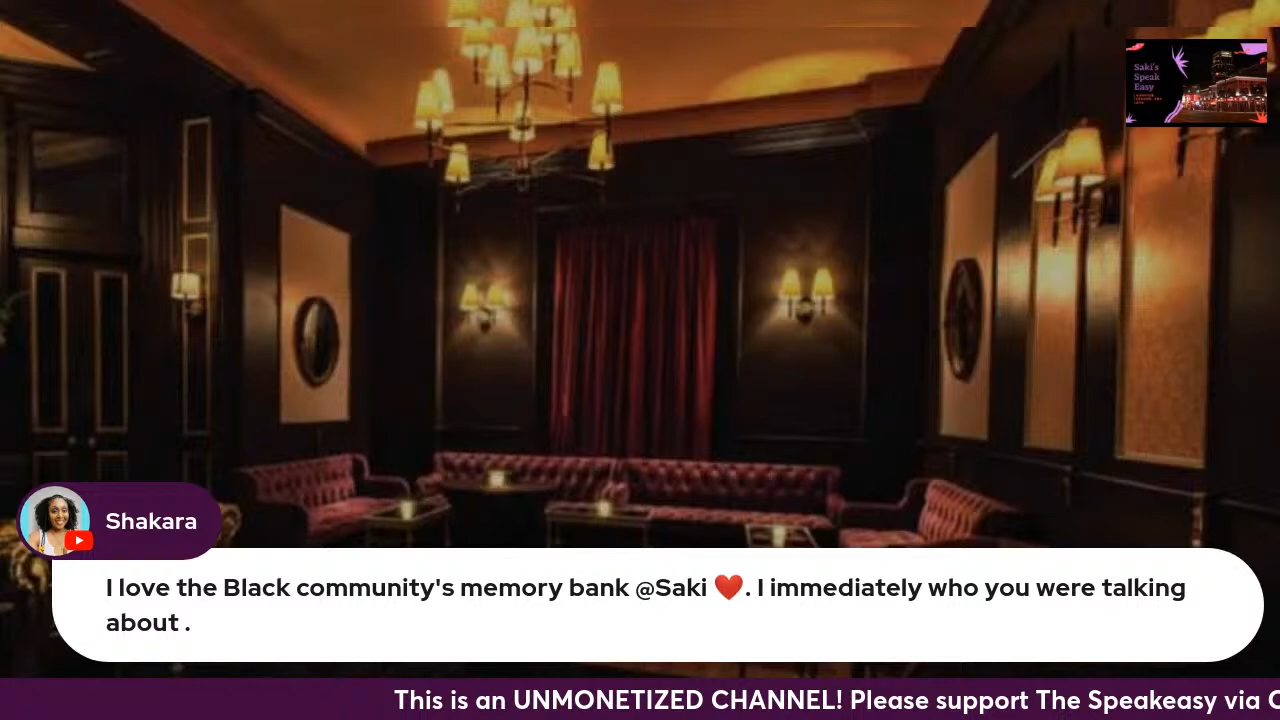 Saki's
Speak
Easy
Shakara
I love the Black community's memory bank @Saki ❤️. I immediately who you were talking
about .
This is an UNMONETIZED CHANNEL! Please support The Speakeasy via C